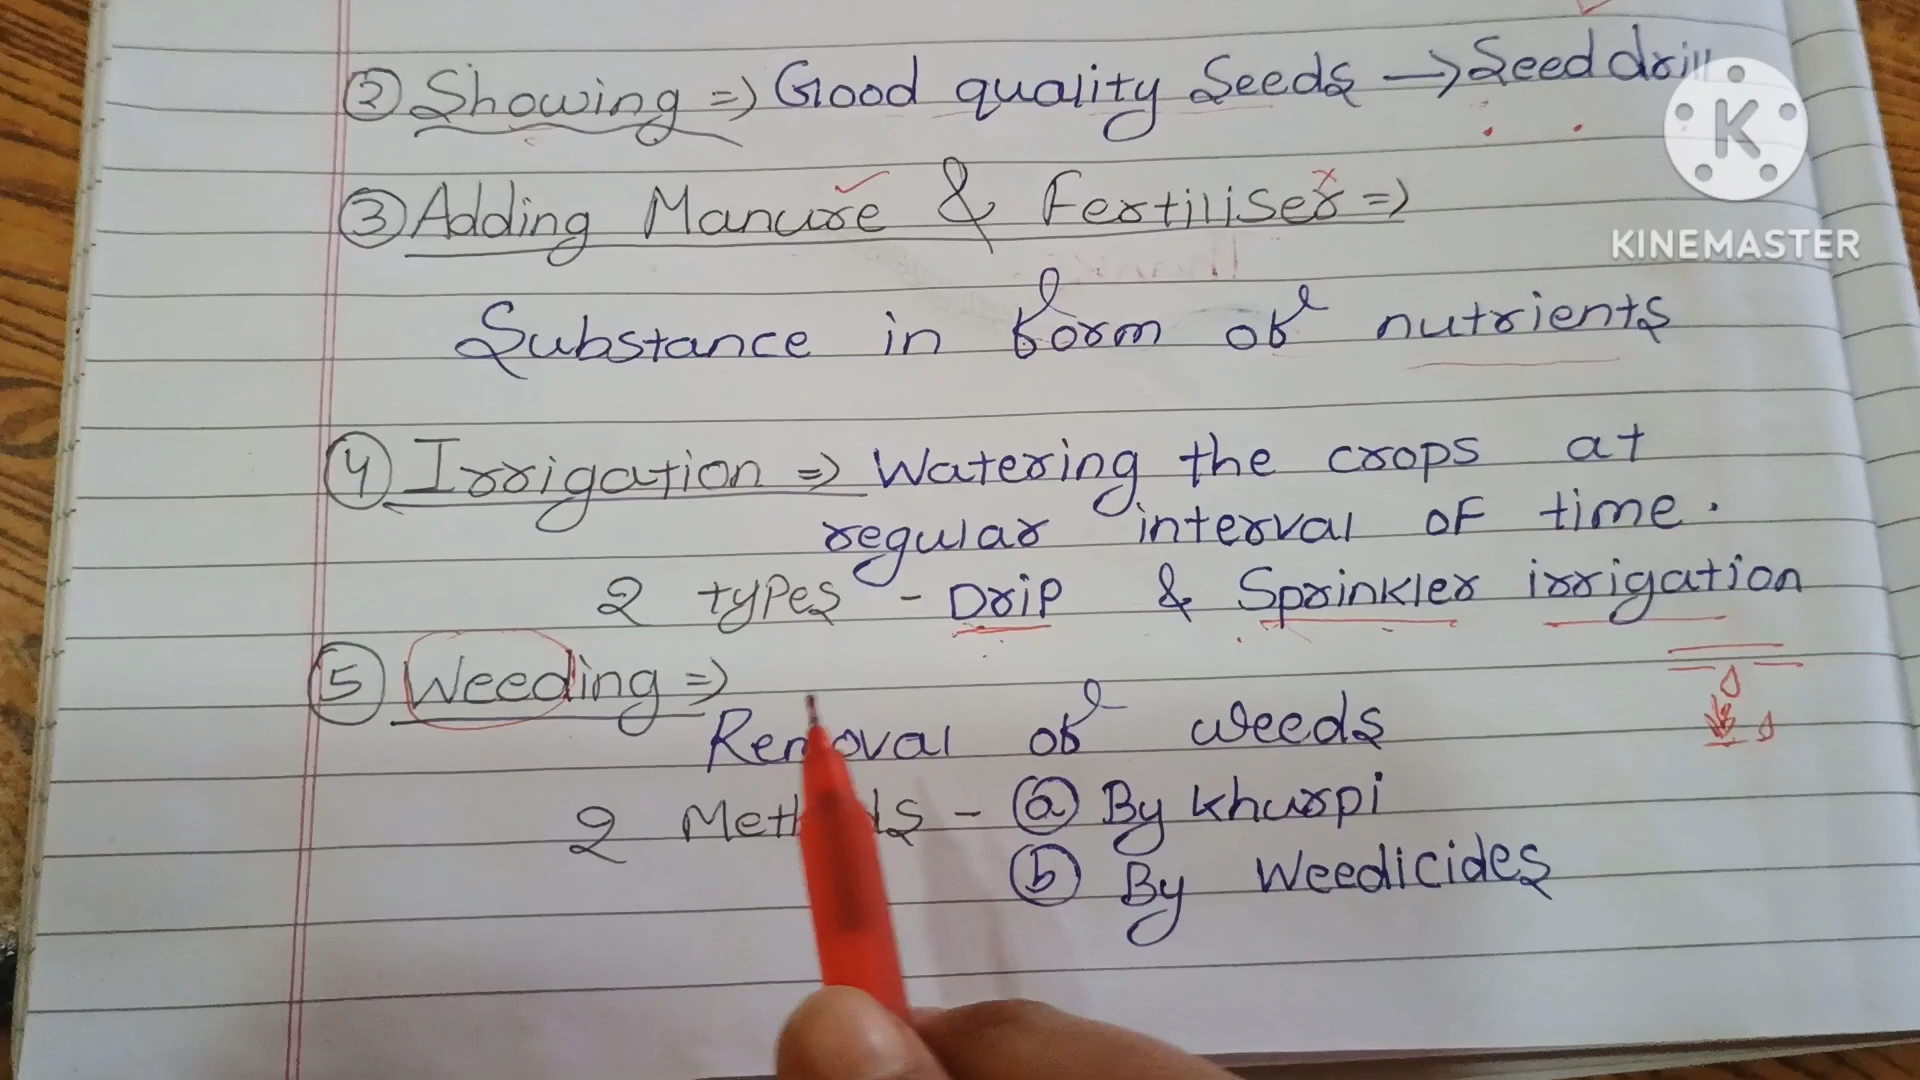 ② Showing => Good quality Seeds → Seed drill
③ Adding Manure & Fertiliser =>
Substance in form of nutrients
④ Irrigation => Watering the crops at
regular interval of time.
2 types - Drip & Sprinkler irrigation
⑤ Weeding =>
Removal of weeds
2 Methods - ⓐ By khurpi
ⓑ By Weedicides
K
KINEMASTER